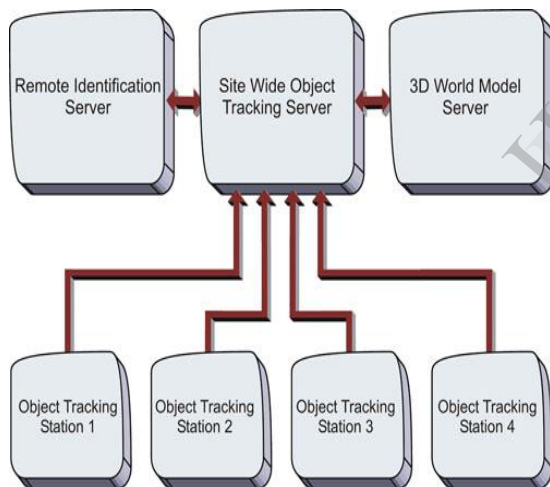 Remote Identification
Server
Site Wide Object
Tracking Server
3D World Model
Server
Object Tracking
Station 1
Object Tracking
Station 2
Object Tracking
Station 3
Object Tracking
Station 4